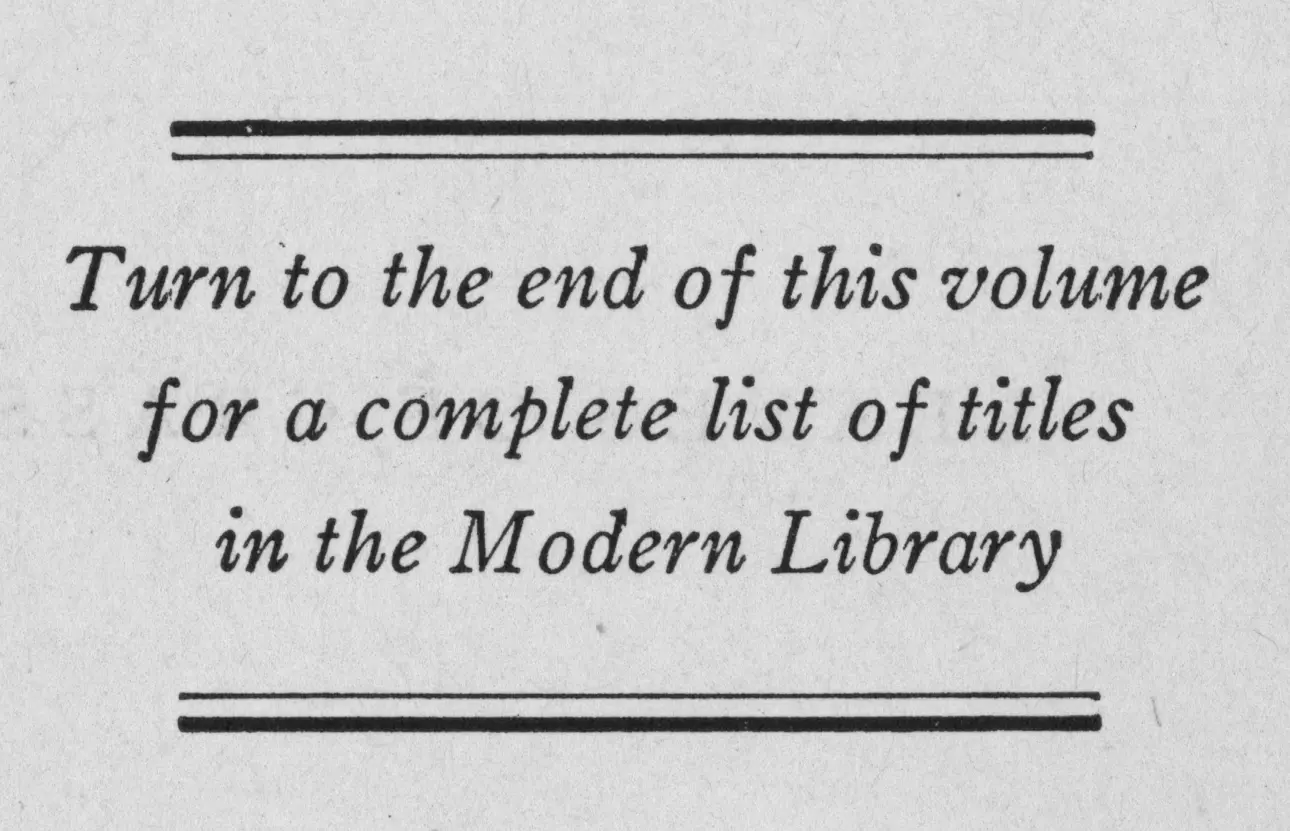 Turn to the end of this volume
for a complete list of titles
in the Modern Library